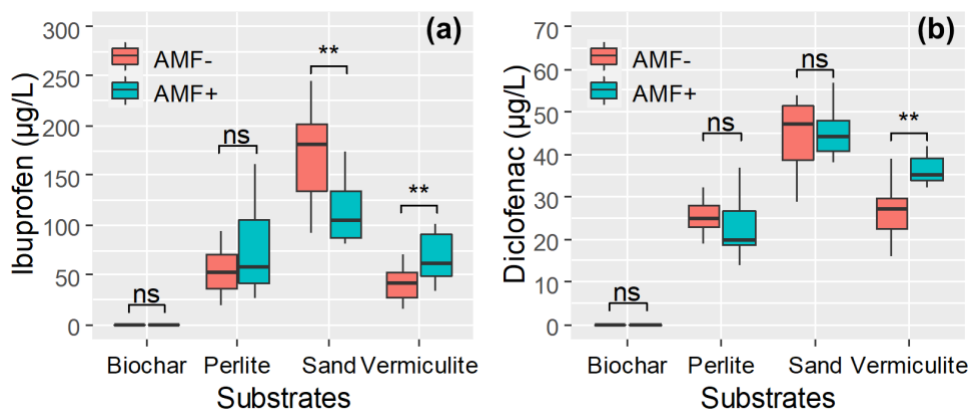 (a)
Ibuprofen (µg/L)
300
250
200
150
100
50
0
AMF-
AMF+
ns
ns
**
**
Biochar Perlite Sand Vermiculite
Substrates
(b)
Diclofenac (µg/L)
70
60
50
40
30
20
10
0
AMF-
AMF+
ns
ns
ns
**
Biochar Perlite Sand Vermiculite
Substrates